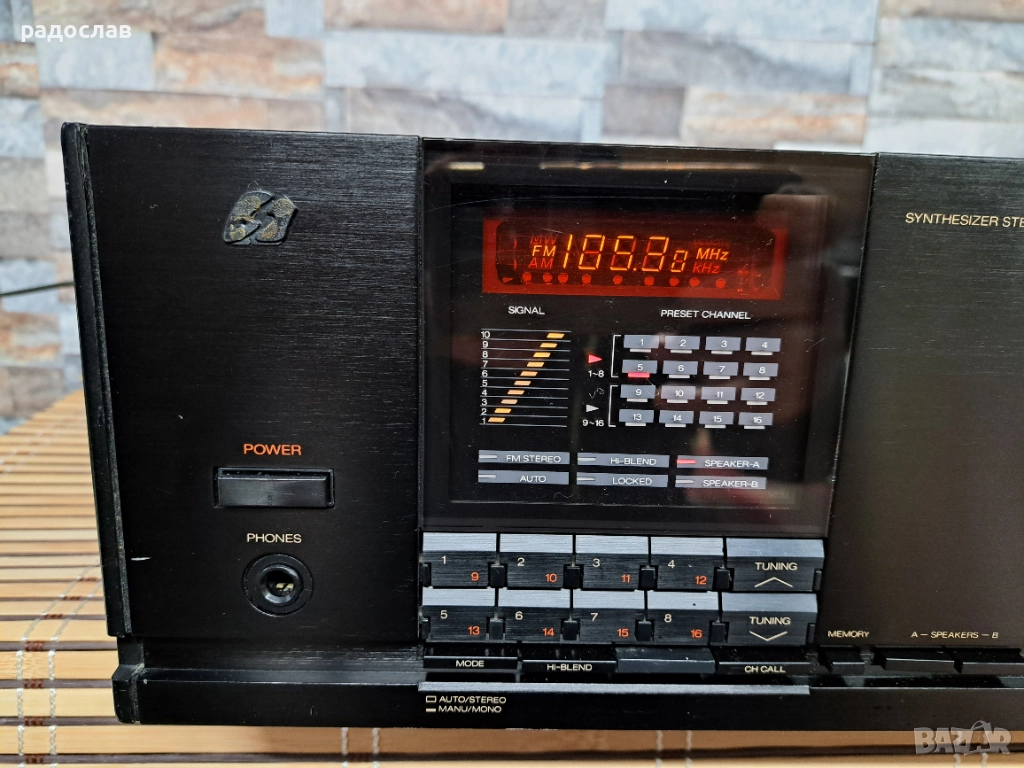 радослав
SYNTHESIZER STE
MW
FM 188.80 MHz
AM kHz
SIGNAL
PRESET CHANNEL
10
9
8
7
6
5
4
3
2
1
1~8
9~16
1 2 3 4
5 6 7 8
9 10 11 12
13 14 15 16
FM STEREO
Hi-BLEND
SPEAKER-A
AUTO
LOCKED
SPEAKER-B
POWER
PHONES
1 9 2 10 3 11 4 12 TUNING
5 13 6 14 7 15 8 16 TUNING
MEMORY
A – SPEAKERS – B
MODE
Hi-BLEND
CH CALL
AUTO/STEREO
MANU/MONO
BAZAR